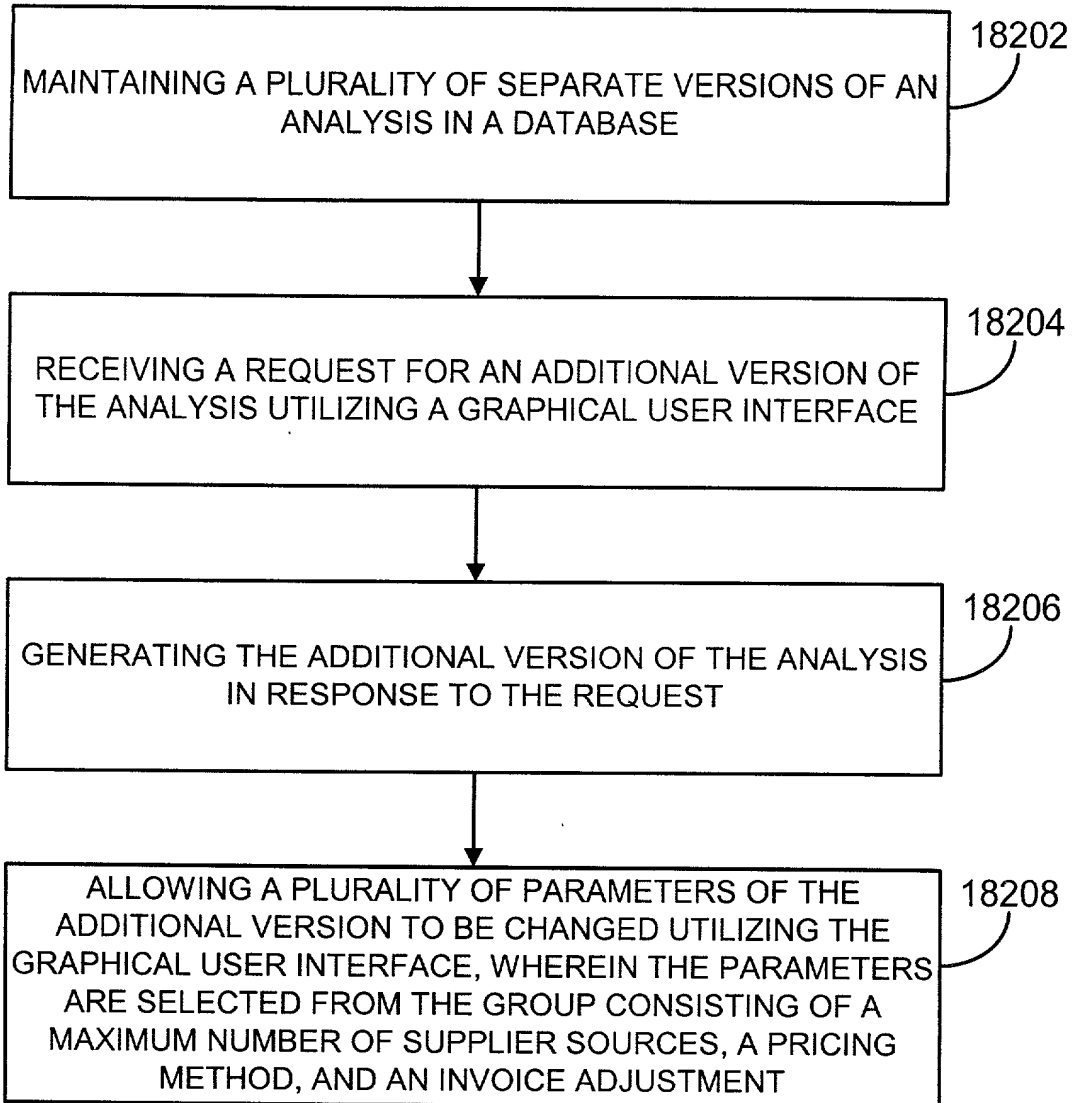 18202
MAINTAINING A PLURALITY OF SEPARATE VERSIONS OF AN
ANALYSIS IN A DATABASE
18204
RECEIVING A REQUEST FOR AN ADDITIONAL VERSION OF
THE ANALYSIS UTILIZING A GRAPHICAL USER INTERFACE
18206
GENERATING THE ADDITIONAL VERSION OF THE ANALYSIS
IN RESPONSE TO THE REQUEST
18208
ALLOWING A PLURALITY OF PARAMETERS OF THE
ADDITIONAL VERSION TO BE CHANGED UTILIZING THE
GRAPHICAL USER INTERFACE, WHEREIN THE PARAMETERS
ARE SELECTED FROM THE GROUP CONSISTING OF A
MAXIMUM NUMBER OF SUPPLIER SOURCES, A PRICING
METHOD, AND AN INVOICE ADJUSTMENT